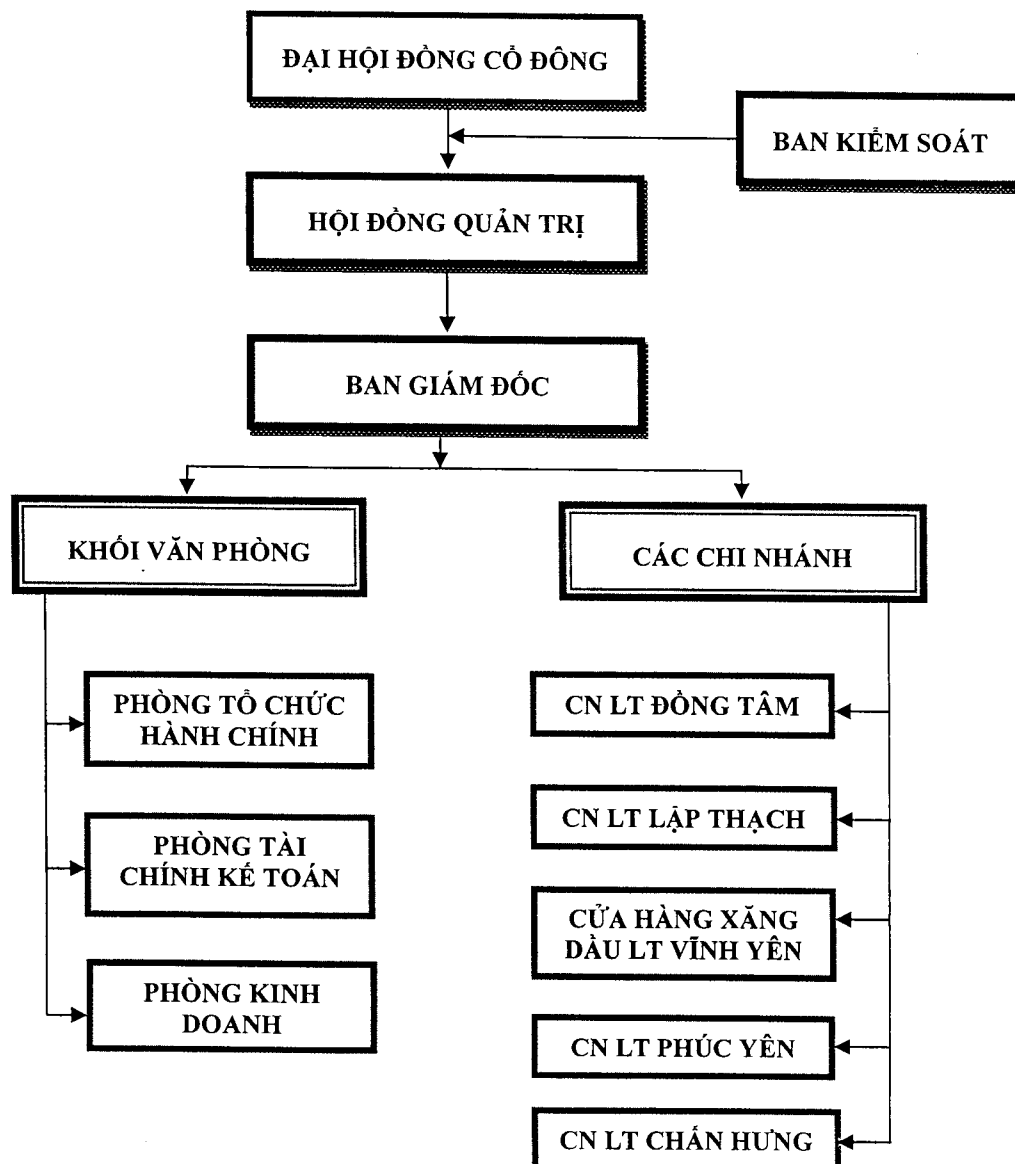 ĐẠI HỘI ĐỒNG CỔ ĐÔNG
BAN KIỂM SOÁT
HỘI ĐỒNG QUẢN TRỊ
BAN GIÁM ĐỐC
KHỐI VĂN PHÒNG
CÁC CHI NHÁNH
PHÒNG TỔ CHỨC
HÀNH CHÍNH
PHÒNG TÀI
CHÍNH KẾ TOÁN
PHÒNG KINH
DOANH
CN LT ĐỒNG TÂM
CN LT LẬP THẠCH
CỬA HÀNG XĂNG
DẦU LT VĨNH YÊN
CN LT PHÚC YÊN
CN LT CHẤN HƯNG